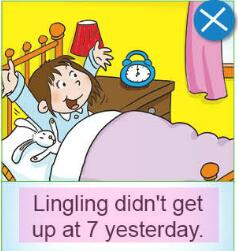 Lingling didn't get
up at 7 yesterday.